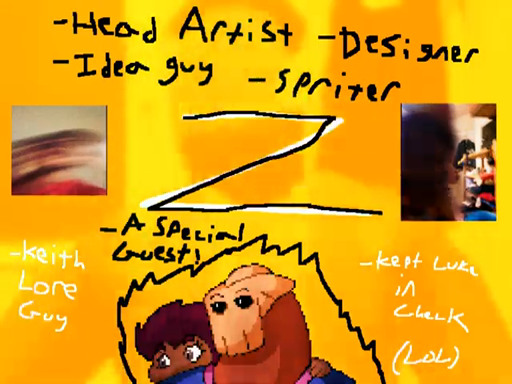 -Head Artist -Designer
-Idea guy -Spriter
Z
-A Special
Guest!
-Keith
Lore
Guy
-Kept Luke
in
Check
(LOL)